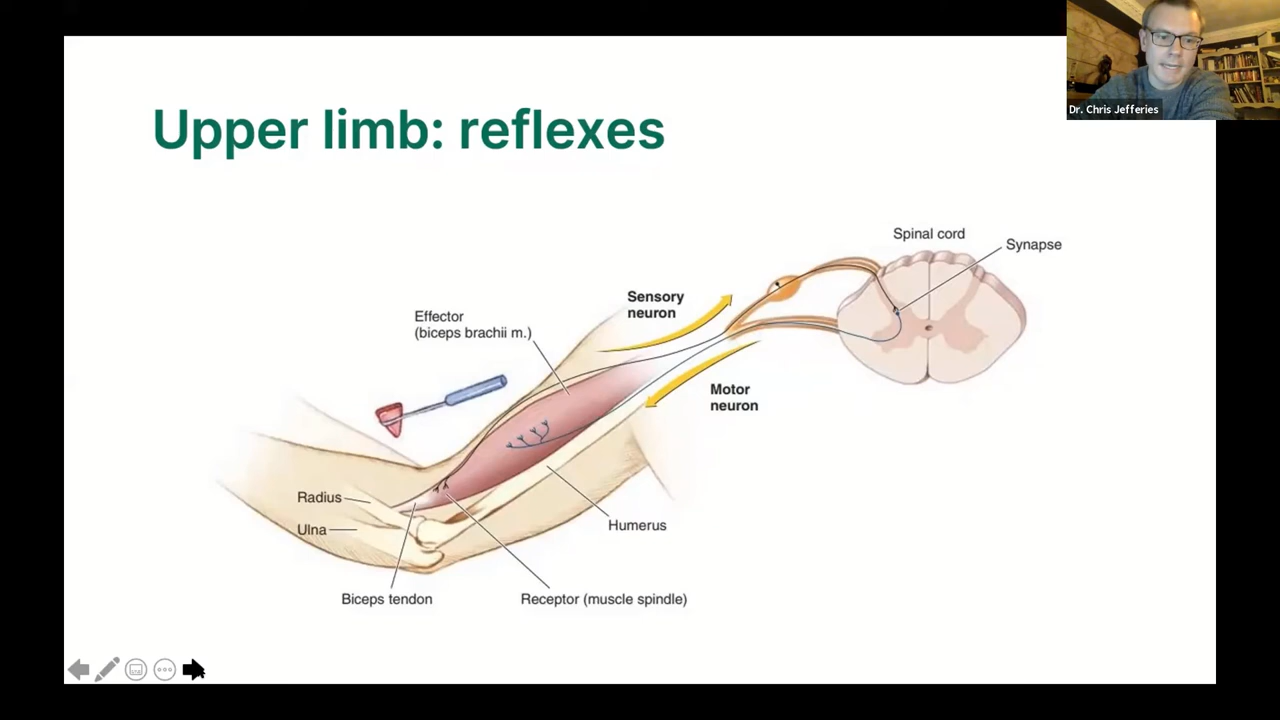 Dr. Chris Jefferies
Upper limb: reflexes
Spinal cord
Synapse
Sensory
neuron
Effector
(biceps brachii m.)
Motor
neuron
Radius
Ulna
Humerus
Biceps tendon
Receptor (muscle spindle)